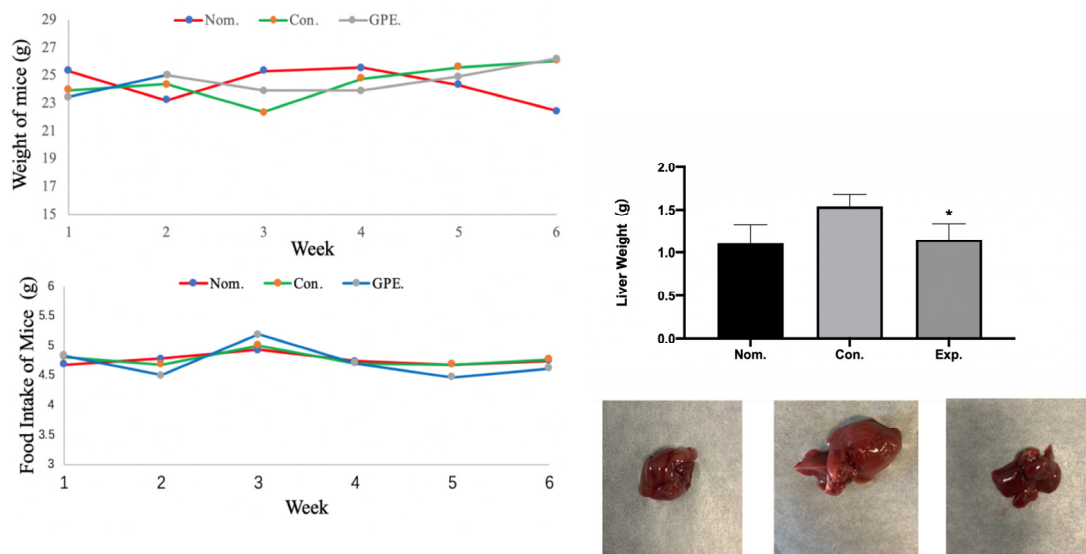 Nom. Con. GPE.
Weight of mice (g)
29
27
25
23
21
19
17
15
1 2 3 4 5 6
Week
Nom. Con. GPE.
Food Intake of Mice (g)
6
5.5
5
4.5
4
3.5
3
1 2 3 4 5 6
Week
Liver Weight (g)
2.0
1.5
1.0
0.5
0.0
*
Nom. Con. Exp.